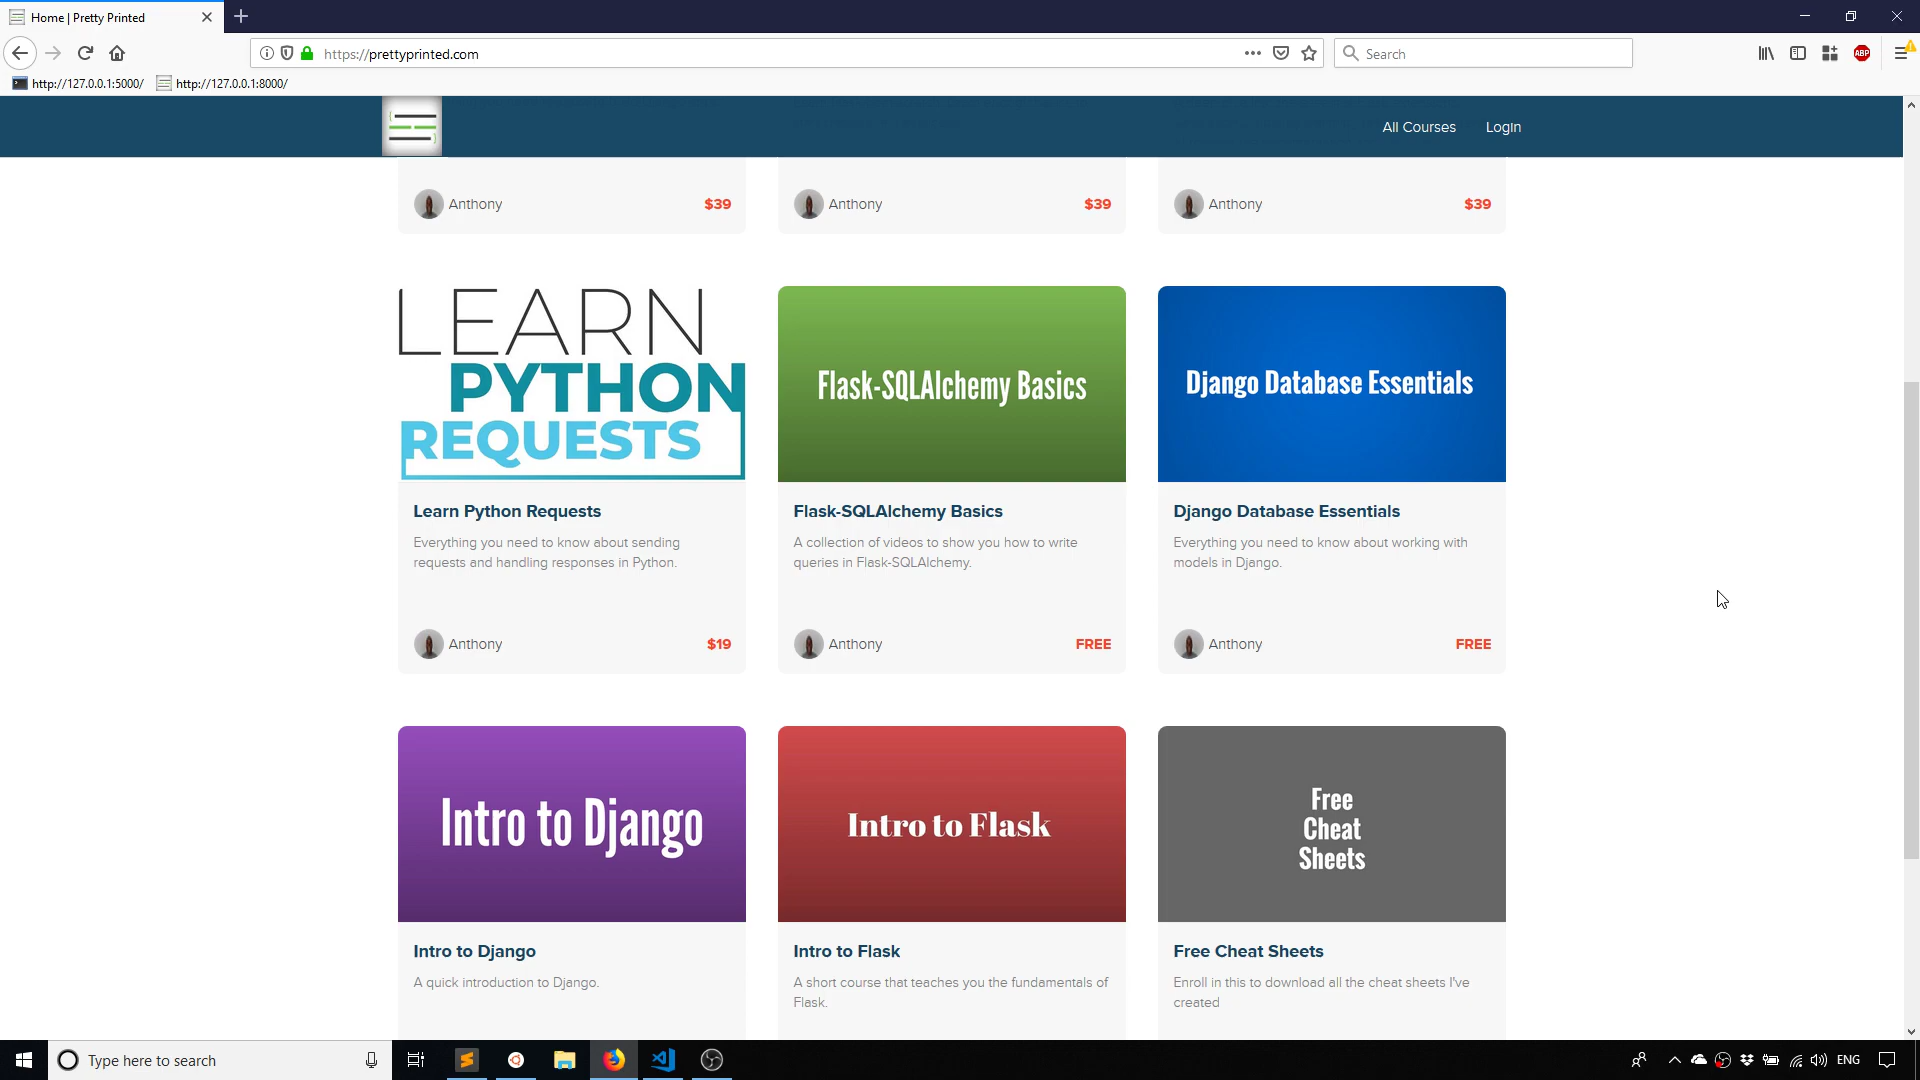 Home | Pretty Printed
https://prettyprinted.com
Search
ABP
http://127.0.0.1:5000/
http://127.0.0.1:8000/
All Courses
Login
Anthony
$39
Anthony
$39
Anthony
$39
LEARN
PYTHON
REQUESTS
Flask-SQLAlchemy Basics
Django Database Essentials
Learn Python Requests
Everything you need to know about sending
requests and handling responses in Python.
Anthony
$19
Flask-SQLAlchemy Basics
A collection of videos to show you how to write
queries in Flask-SQLAlchemy.
Anthony
FREE
Django Database Essentials
Everything you need to know about working with
models in Django.
Anthony
FREE
Intro to Django
Intro to Flask
Free
Cheat
Sheets
Intro to Django
A quick introduction to Django.
Intro to Flask
A short course that teaches you the fundamentals of
Flask.
Free Cheat Sheets
Enroll in this to download all the cheat sheets I've
created
Type here to search
ENG